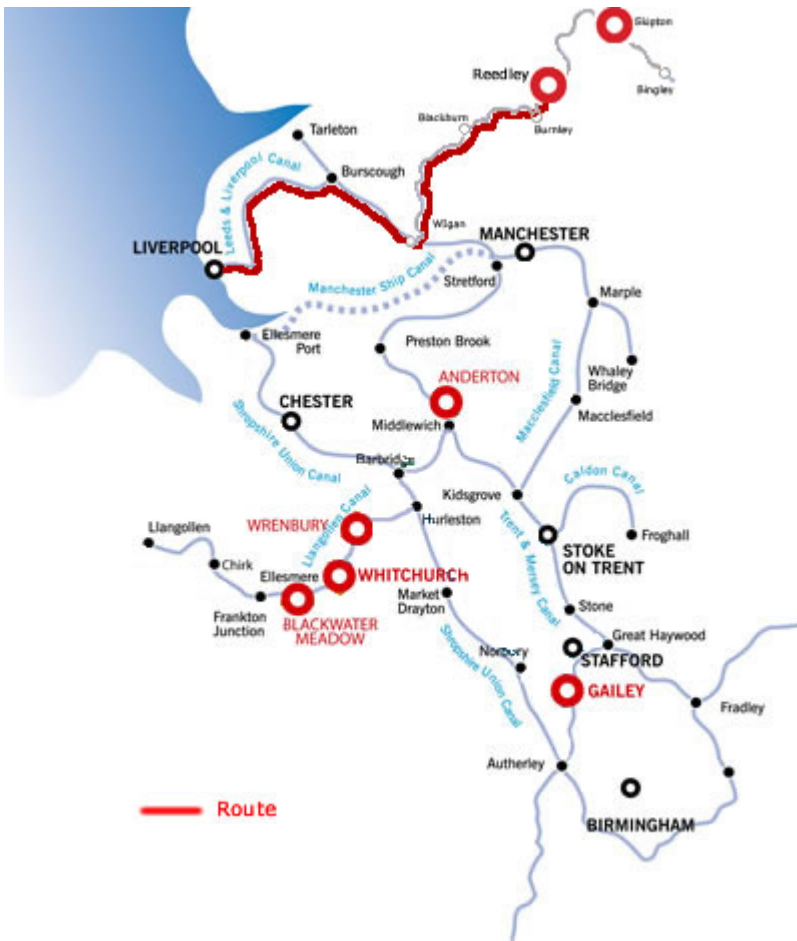 Skipton
Reedley
Bingley
Blackburn
Burnley
Tarleton
Burscough
Leeds & Liverpool Canal
Wigan
MANCHESTER
LIVERPOOL
Manchester Ship Canal
Stretford
Marple
Ellesmere
Port
Preston Brook
Whaley
Bridge
ANDERTON
Macclesfield Canal
CHESTER
Macclesfield
Middlewich
Shropshire Union Canal
Barbridge
Caldon Canal
Kidsgrove
Llangollen Canal
Hurleston
WRENBURY
Llangollen
Froghall
STOKE
ON TRENT
Trent & Mersey Canal
Chirk
Ellesmere
WHITCHURCH
Market
Drayton
Frankton
Junction
BLACKWATER
MEADOW
Stone
Great Haywood
Shropshire Union Canal
Norbury
STAFFORD
GAILEY
Fradley
Autherley
BIRMINGHAM
Route